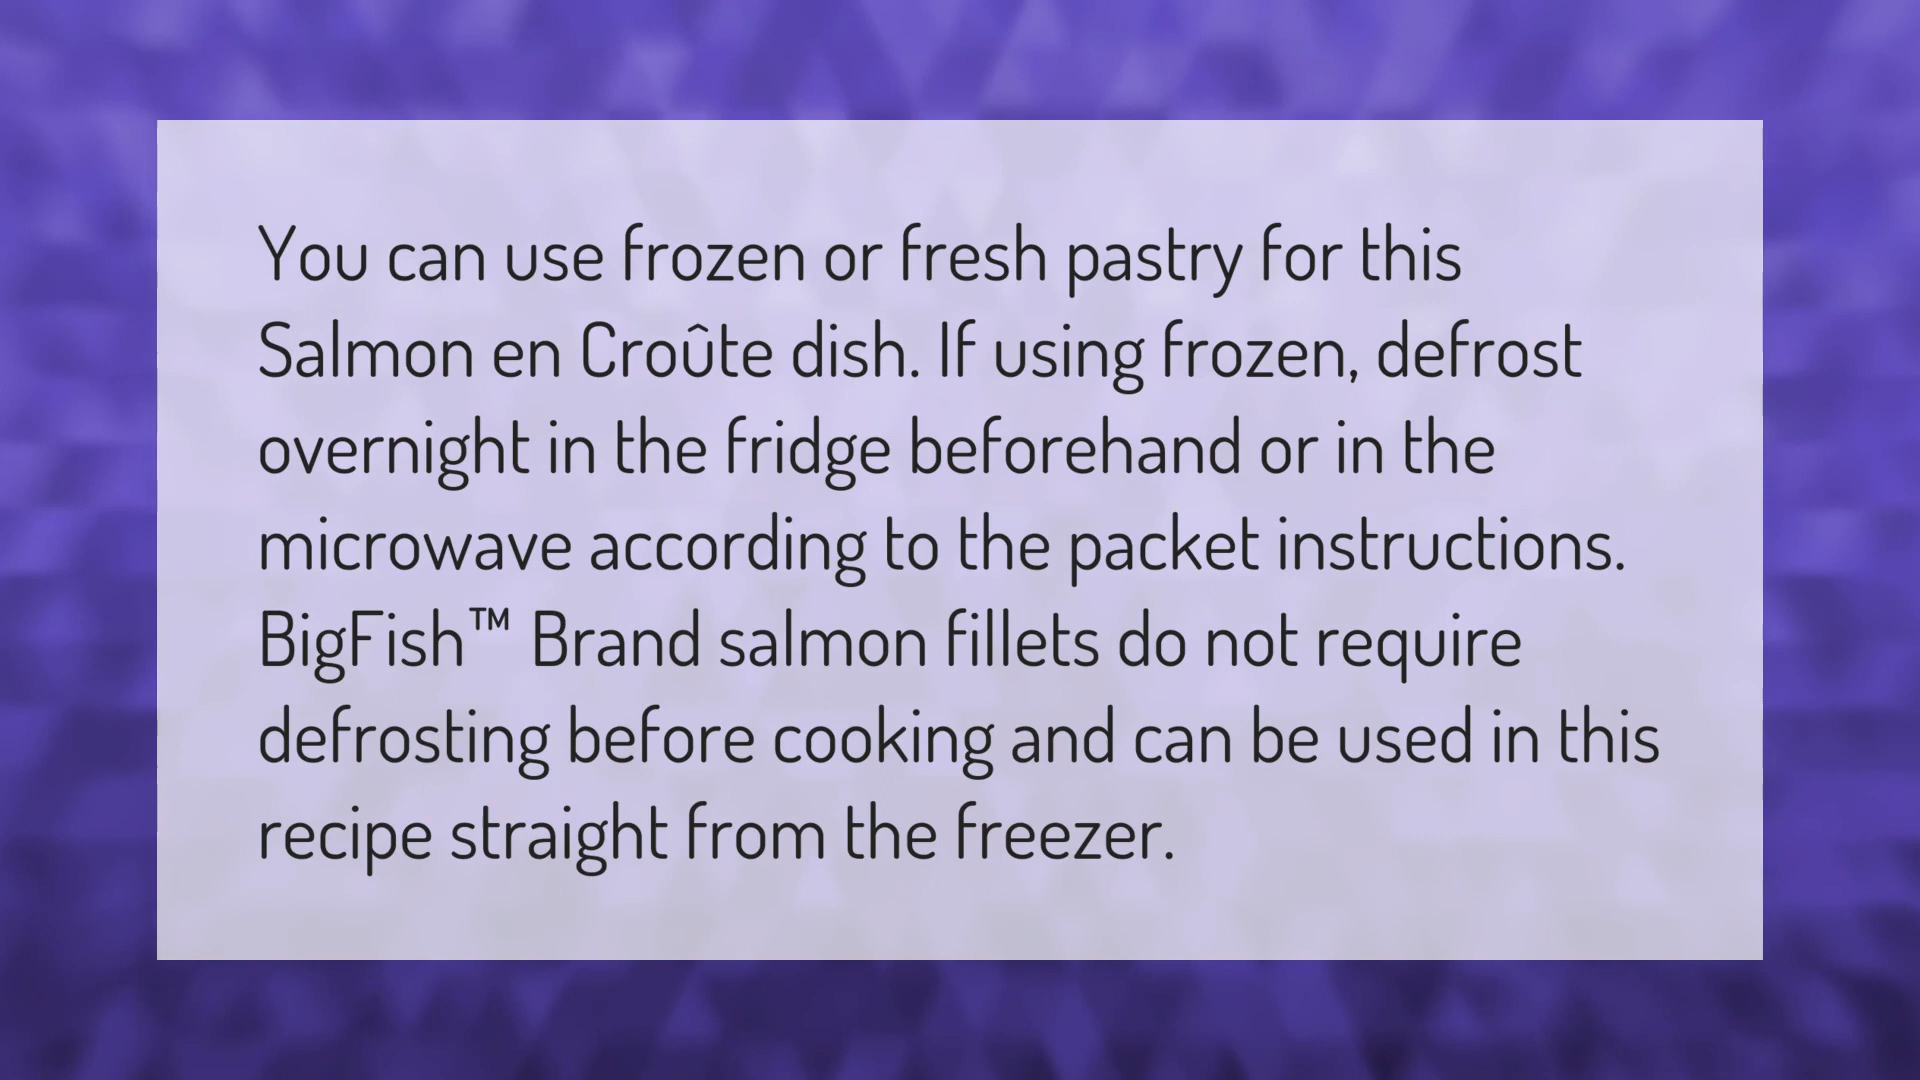 You can use frozen or fresh pastry for this
Salmon en Croûte dish. If using frozen, defrost
overnight in the fridge beforehand or in the
microwave according to the packet instructions.
BigFish™ Brand salmon fillets do not require
defrosting before cooking and can be used in this
recipe straight from the freezer.